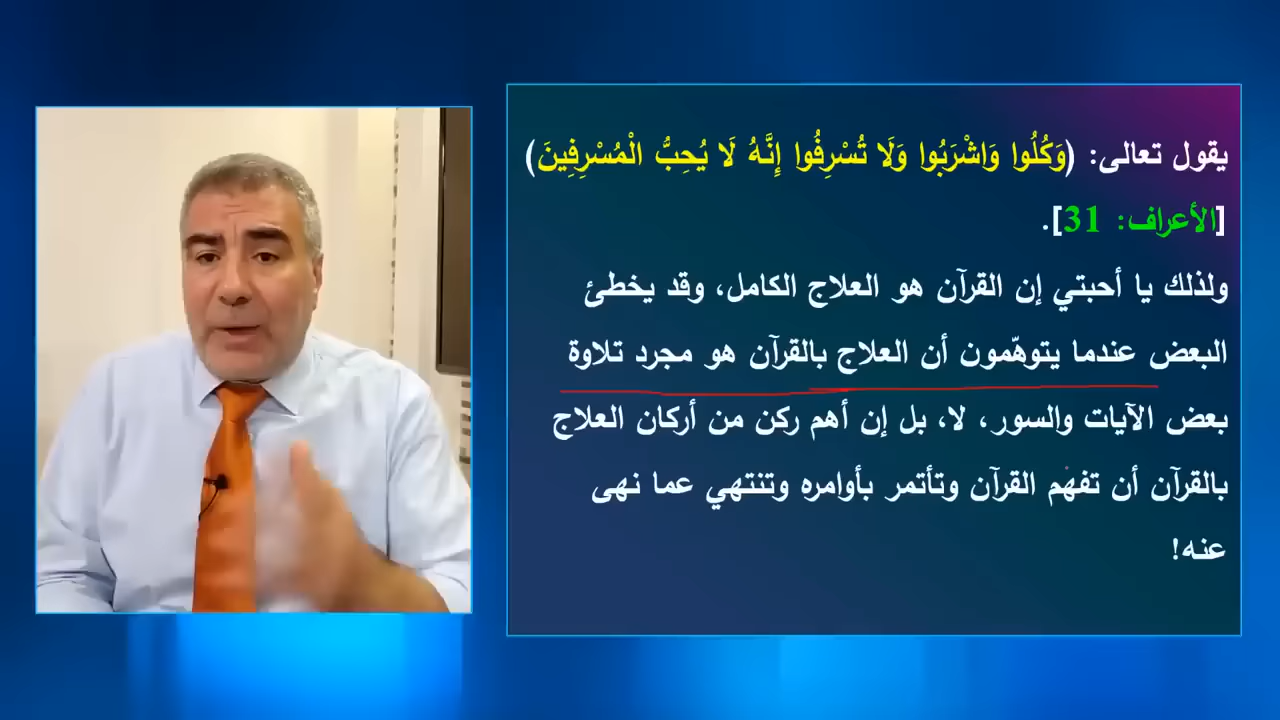 يقول تعالى: (وَكُلُوا وَاشْرَبُوا وَلَا تُسْرِفُوا إِنَّهُ لَا يُحِبُّ الْمُسْرِفِينَ)
[الأعراف: 31].
ولذلك يا أحبتي إن القرآن هو العلاج الكامل، وقد يخطئ
البعض عندما يتوهّمون أن العلاج بالقرآن هو مجرد تلاوة
بعض الآيات والسور، لا، بل إن أهم ركن من أركان العلاج
بالقرآن أن تفهم القرآن وتأتمر بأوامره وتنتهي عما نهى
عنه!